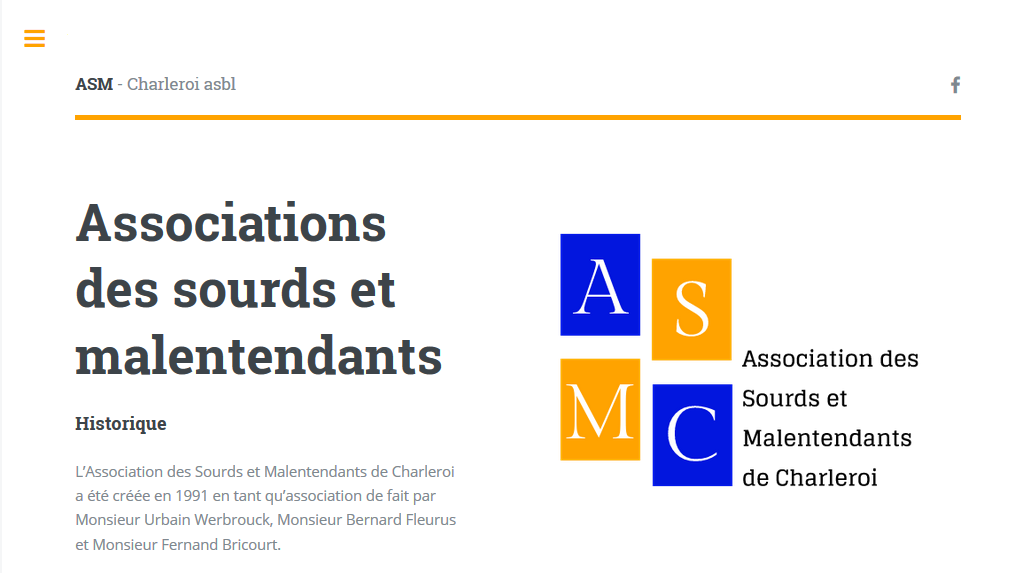 ASM - Charleroi asbl
Associations
des sourds et
malentendants
Historique
L’Association des Sourds et Malentendants de Charleroi
a été créée en 1991 en tant qu’association de fait par
Monsieur Urbain Werbrouck, Monsieur Bernard Fleurus
et Monsieur Fernand Bricourt.
A S
M C
Association des
Sourds et
Malentendants
de Charleroi